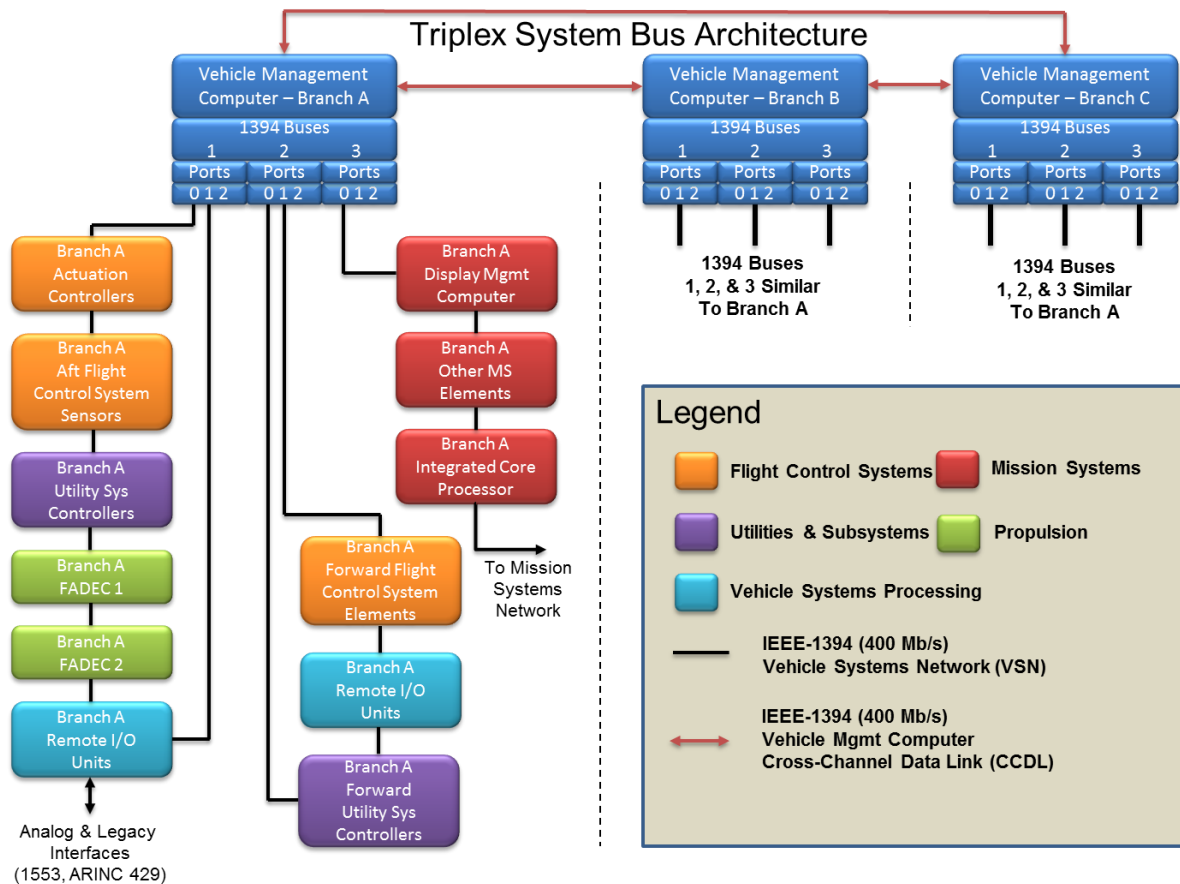 Triplex System Bus Architecture
Vehicle Management
Computer – Branch A
1394 Buses
1 2 3
Ports Ports Ports
0 1 2 0 1 2 0 1 2
Vehicle Management
Computer – Branch B
1394 Buses
1 2 3
Ports Ports Ports
0 1 2 0 1 2 0 1 2
Vehicle Management
Computer – Branch C
1394 Buses
1 2 3
Ports Ports Ports
0 1 2 0 1 2 0 1 2
Branch A
Actuation
Controllers
Branch A
Aft Flight
Control System
Sensors
Branch A
Utility Sys
Controllers
Branch A
FADEC 1
Branch A
FADEC 2
Branch A
Remote I/O
Units
Analog & Legacy
Interfaces
(1553, ARINC 429)
Branch A
Forward Flight
Control System
Elements
Branch A
Remote I/O
Units
Branch A
Forward
Utility Sys
Controllers
Branch A
Display Mgmt
Computer
Branch A
Other MS
Elements
Branch A
Integrated Core
Processor
To Mission
Systems
Network
1394 Buses
1, 2, & 3 Similar
To Branch A
1394 Buses
1, 2, & 3 Similar
To Branch A
Legend
Flight Control Systems
Mission Systems
Utilities & Subsystems
Propulsion
Vehicle Systems Processing
IEEE-1394 (400 Mb/s)
Vehicle Systems Network (VSN)
IEEE-1394 (400 Mb/s)
Vehicle Mgmt Computer
Cross-Channel Data Link (CCDL)